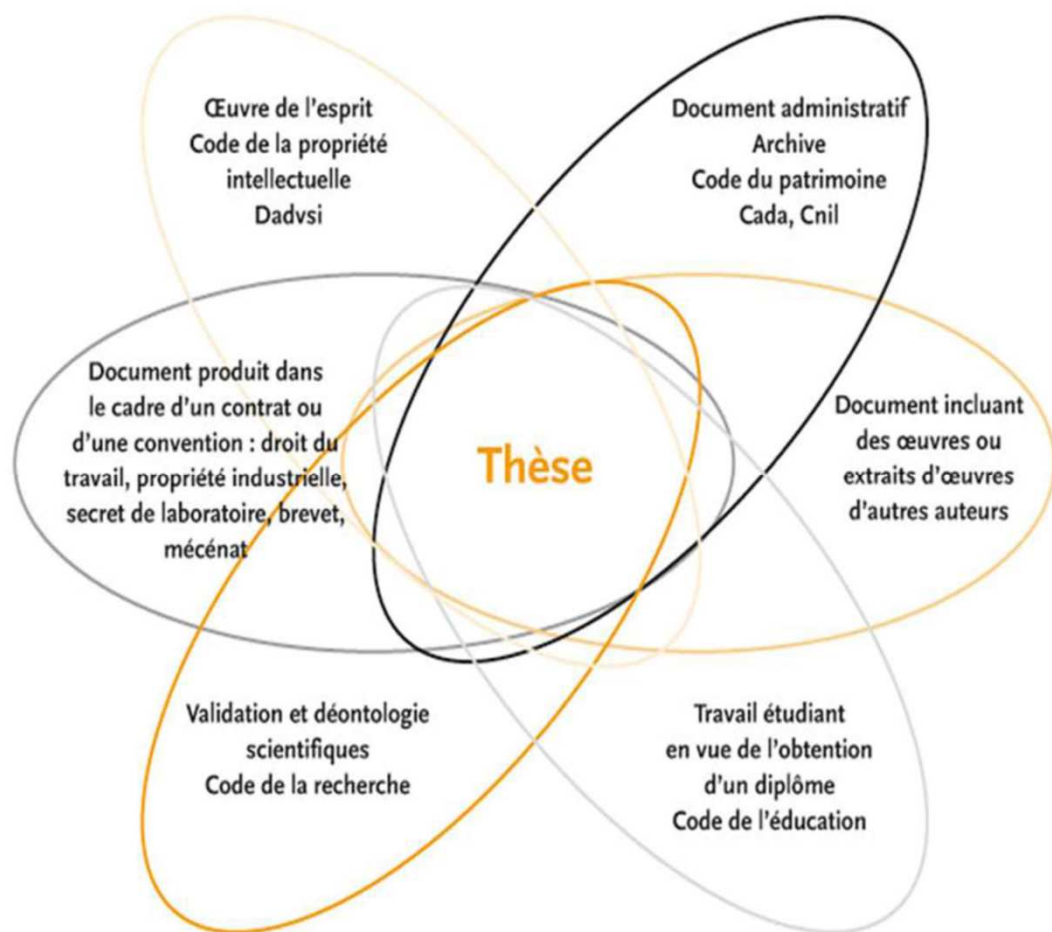 Œuvre de l'esprit
Code de la propriété
intellectuelle
Dadvsi
Document administratif
Archive
Code du patrimoine
Cada, Cnil
Document produit dans
le cadre d'un contrat ou
d'une convention : droit du
travail, propriété industrielle,
secret de laboratoire, brevet,
mécénat
Thèse
Document incluant
des œuvres ou
extraits d'œuvres
d'autres auteurs
Validation et déontologie
scientifiques
Code de la recherche
Travail étudiant
en vue de l'obtention
d'un diplôme
Code de l'éducation